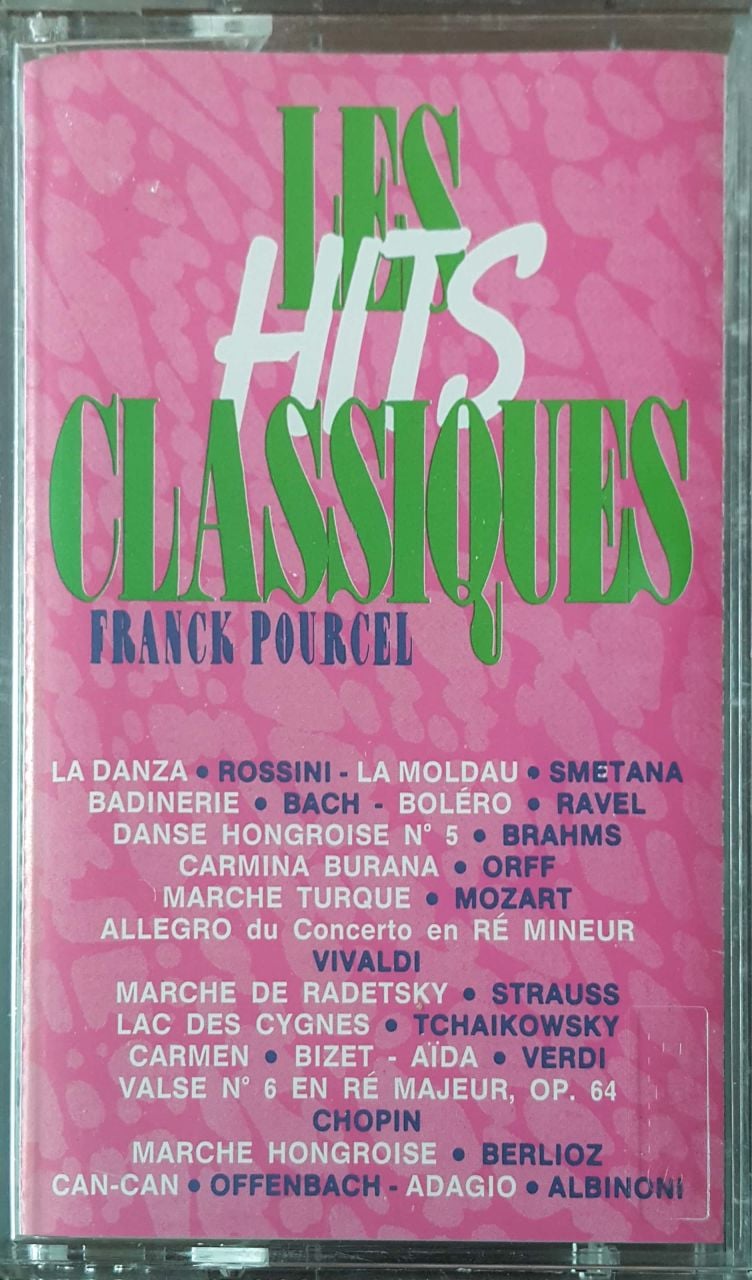 LES
HITS
CLASSIQUES
FRANCK POURCEL
LA DANZA • ROSSINI - LA MOLDAU • SMETANA
BADINERIE • BACH - BOLÉRO • RAVEL
DANSE HONGROISE N° 5 • BRAHMS
CARMINA BURANA • ORFF
MARCHE TURQUE • MOZART
ALLEGRO du Concerto en RÉ MINEUR
VIVALDI
MARCHE DE RADETSKY • STRAUSS
LAC DES CYGNES • TCHAIKOWSKY
CARMEN • BIZET - AÏDA • VERDI
VALSE N° 6 EN RÉ MAJEUR, OP. 64
CHOPIN
MARCHE HONGROISE • BERLIOZ
CAN-CAN • OFFENBACH - ADAGIO • ALBINONI